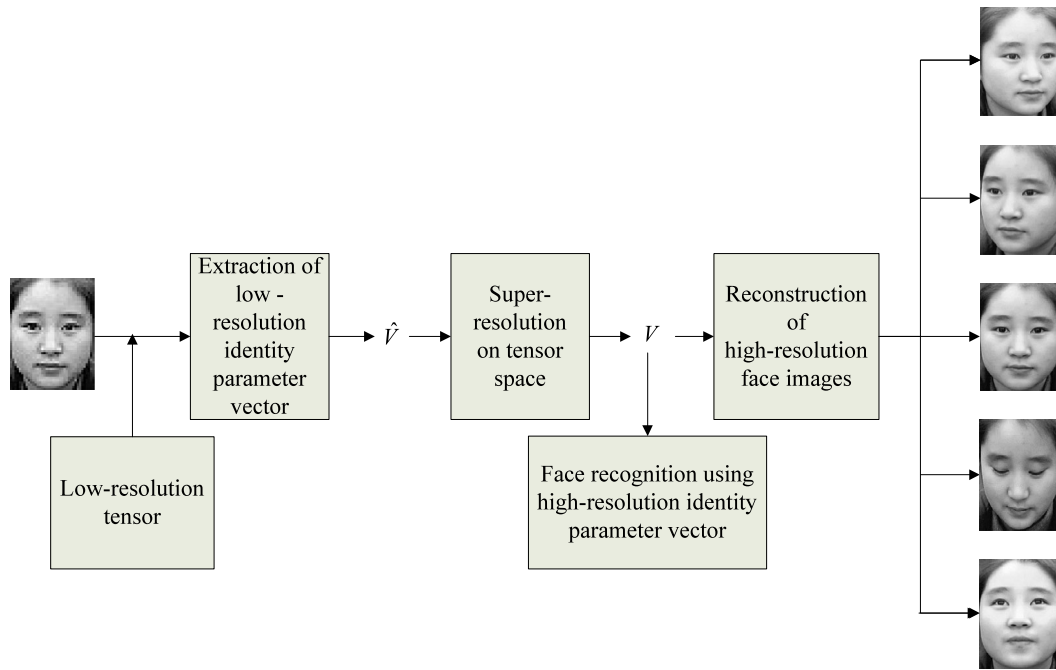 Extraction of
low -
resolution
identity
parameter
vector
V̂
Super-
resolution
on tensor
space
V
Reconstruction
of
high-resolution
face images
Low-resolution
tensor
Face recognition using
high-resolution identity
parameter vector